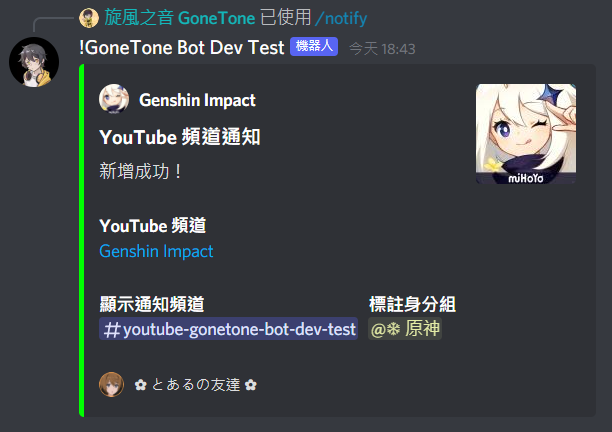 旋風之音 GoneTone 已使用 /notify
!GoneTone Bot Dev Test 機器人 今天 18:43
Genshin Impact
YouTube 頻道通知
新增成功！
miHoYo
YouTube 頻道
Genshin Impact
顯示通知頻道 標註身分組
#youtube-gonetone-bot-dev-test @❄ 原神
✿ とあるの友達 ✿